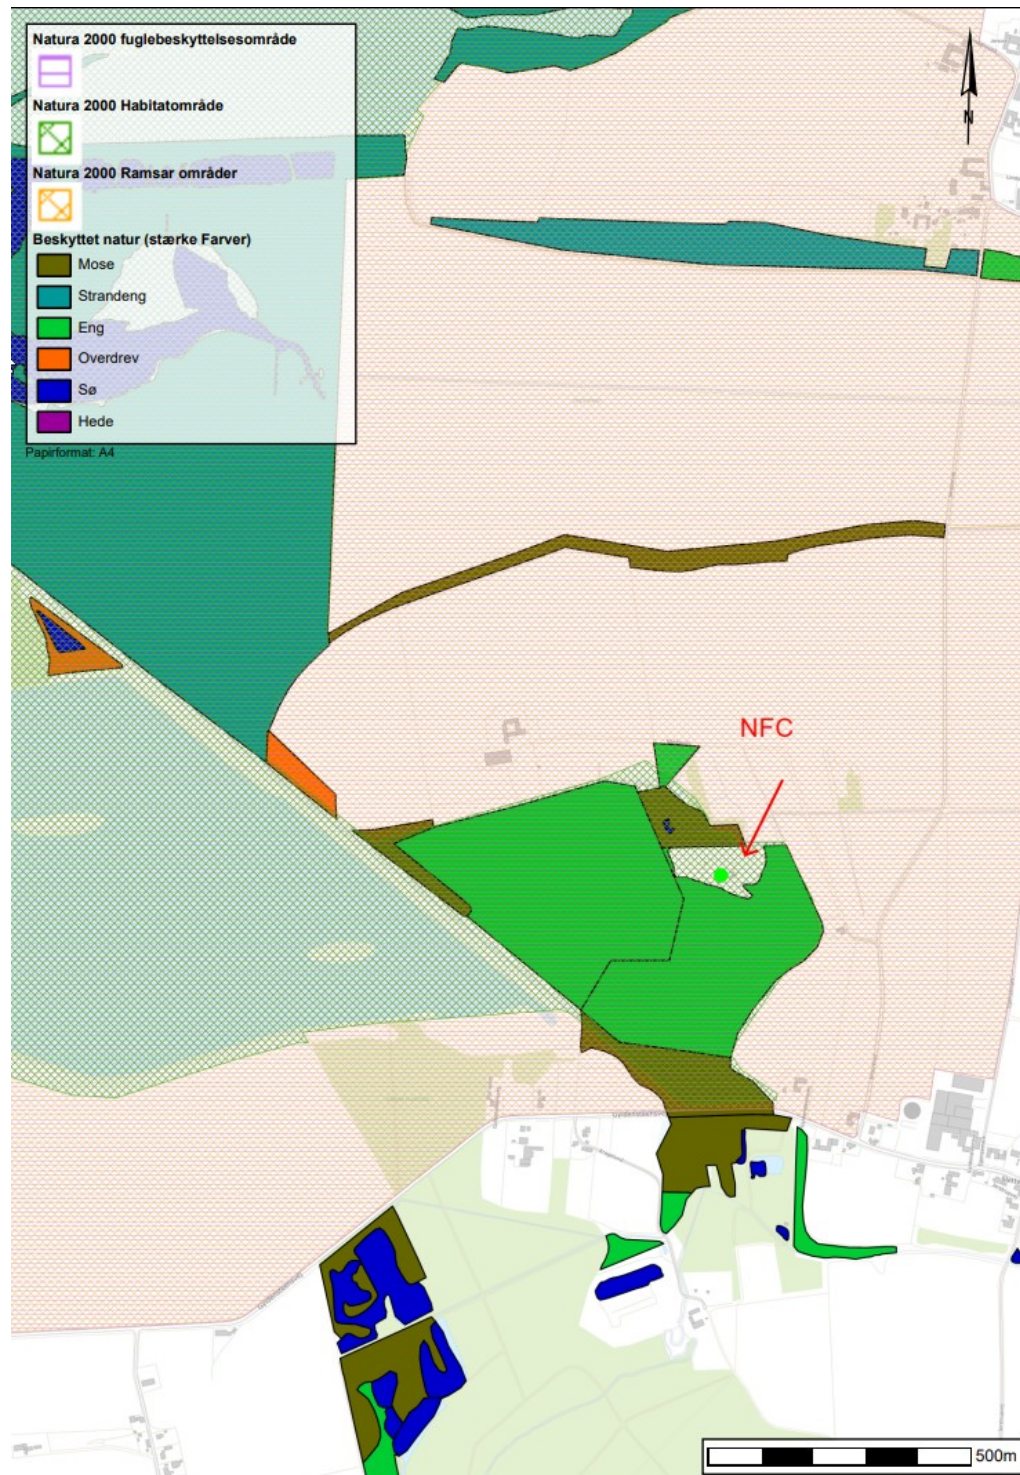 Natura 2000 fuglebeskyttelsesområde
Natura 2000 Habitatområde
Natura 2000 Ramsar områder
Beskyttet natur (stærke Farver)
Mose
Strandeng
Eng
Overdrev
Sø
Hede
Papirformat: A4
N
NFC
500m